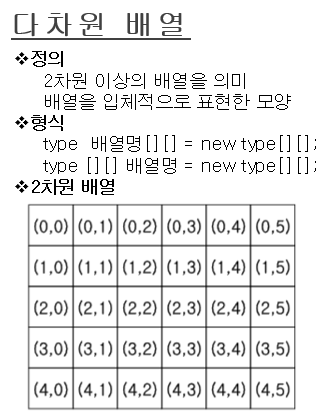 다차원 배열
❖정의
2차원 이상의 배열을 의미
배열을 입체적으로 표현한 모양
❖형식
type 배열명[][] = new type[][];
type [][] 배열명 = new type[][];
❖2차원 배열
(0,0) (0,1) (0,2) (0,3) (0,4) (0,5)
(1,0) (1,1) (1,2) (1,3) (1,4) (1,5)
(2,0) (2,1) (2,2) (2,3) (2,4) (2,5)
(3,0) (3,1) (3,2) (3,3) (3,4) (3,5)
(4,0) (4,1) (4,2) (4,3) (4,4) (4,5)